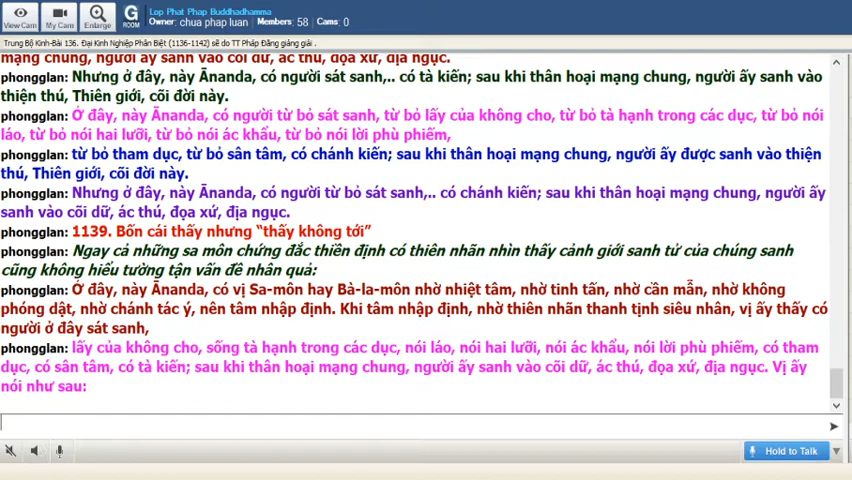 Lop Phat Phap Buddhadhamma
Owner: chua phap luan Members: 58 Cams: 0
View Cam My Cam Enlarge G ROOM
Trung Bộ Kinh-Bài 136. Đại Kinh Nghiệp Phân Biệt (1136-1142) sẽ do TT Pháp Đăng giảng giải .
mạng chung, người ấy sanh vào cõi dữ, ác thú, đọa xứ, địa ngục.
phongglan: Nhưng ở đây, này Ānanda, có người sát sanh,.. có tà kiến; sau khi thân hoại mạng chung, người ấy sanh vào
thiện thú, Thiên giới, cõi đời này.
phongglan: Ở đây, này Ānanda, có người từ bỏ sát sanh, từ bỏ lấy của không cho, từ bỏ tà hạnh trong các dục, từ bỏ nói
láo, từ bỏ nói hai lưỡi, từ bỏ nói ác khẩu, từ bỏ nói lời phù phiếm,
phongglan: từ bỏ tham dục, từ bỏ sân tâm, có chánh kiến; sau khi thân hoại mạng chung, người ấy được sanh vào thiện
thú, Thiên giới, cõi đời này.
phongglan: Nhưng ở đây, này Ānanda, có người từ bỏ sát sanh,.. có chánh kiến; sau khi thân hoại mạng chung, người ấy
sanh vào cõi dữ, ác thú, đọa xứ, địa ngục.
phongglan: 1139. Bốn cái thấy nhưng “thấy không tới”
phongglan: Ngay cả những sa môn chứng đắc thiền định có thiên nhãn nhìn thấy cảnh giới sanh tử của chúng sanh
cũng không hiểu tường tận vấn đề nhân quả:
phongglan: Ở đây, này Ānanda, có vị Sa-môn hay Bà-la-môn nhờ nhiệt tâm, nhờ tinh tấn, nhờ cần mẫn, nhờ không
phóng dật, nhờ chánh tác ý, nên tâm nhập định. Khi tâm nhập định, nhờ thiên nhãn thanh tịnh siêu nhân, vị ấy thấy có
người ở đây sát sanh,
phongglan: lấy của không cho, sống tà hạnh trong các dục, nói láo, nói hai lưỡi, nói ác khẩu, nói lời phù phiếm, có tham
dục, có sân tâm, có tà kiến; sau khi thân hoại mạng chung, người ấy sanh vào cõi dữ, ác thú, đọa xứ, địa ngục. Vị ấy
nói như sau:
Hold to Talk